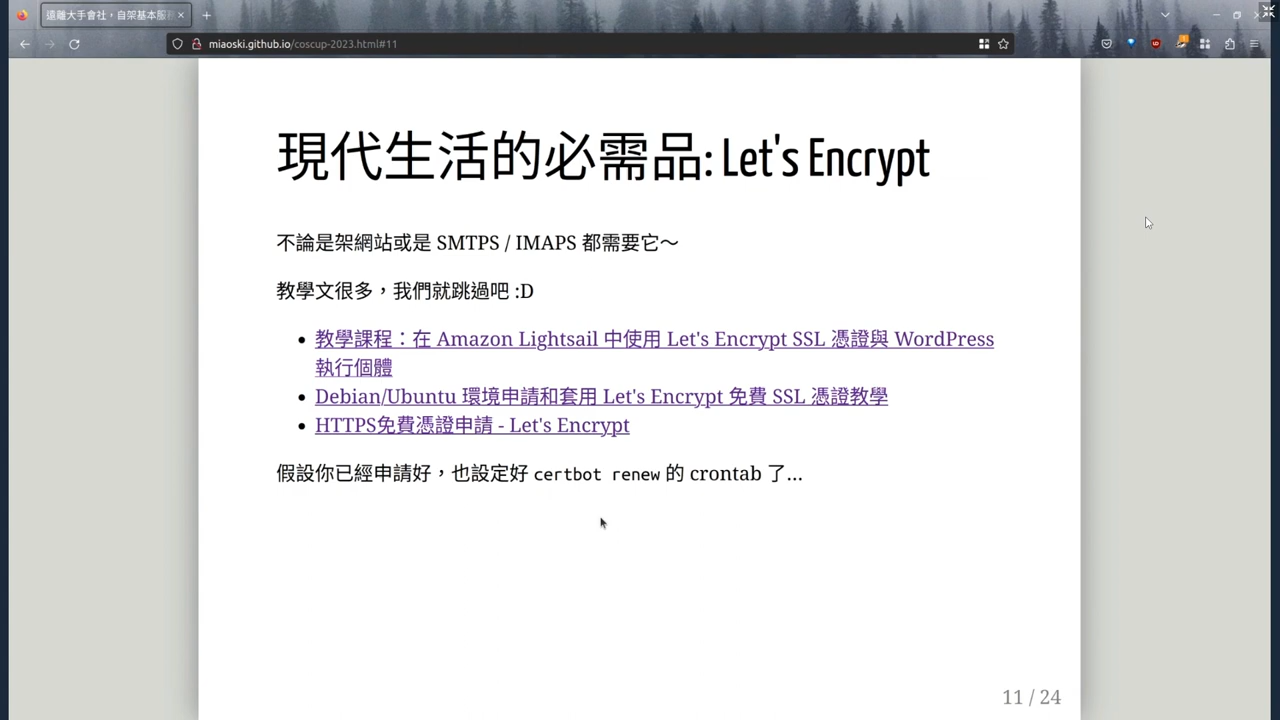 遠離大手會社，自架基本服務
miaoski.github.io/coscup-2023.html#11
現代生活的必需品: Let's Encrypt
不論是架網站或是 SMTPS / IMAPS 都需要它～
教學文很多，我們就跳過吧 :D
教學課程：在 Amazon Lightsail 中使用 Let's Encrypt SSL 憑證與 WordPress
執行個體
Debian/Ubuntu 環境申請和套用 Let's Encrypt 免費 SSL 憑證教學
HTTPS免費憑證申請 - Let's Encrypt
假設你已經申請好，也設定好 certbot renew 的 crontab 了...
11 / 24